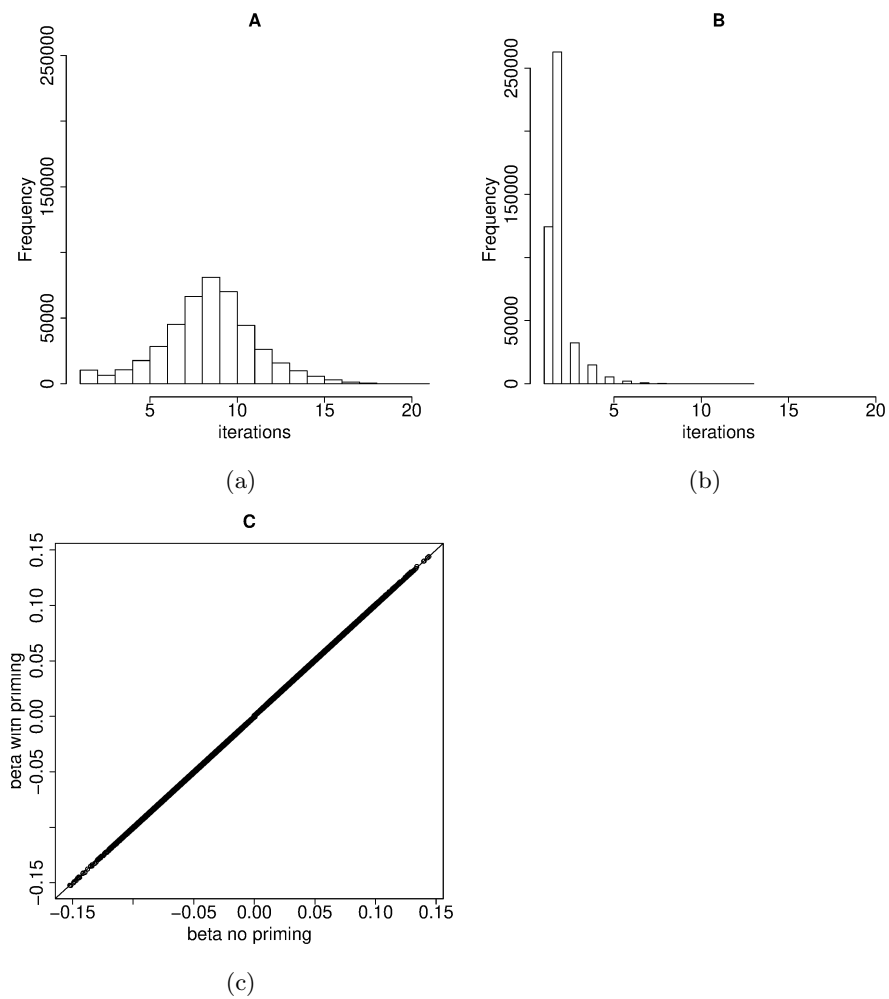 A
Frequency
250000
150000
50000
0
5 10 15 20
iterations
(a)
B
Frequency
250000
150000
50000
0
5 10 15 20
iterations
(b)
C
beta with priming
0.15
0.10
0.05
0.00
−0.05
−0.15
−0.15 −0.05 0.00 0.05 0.10 0.15
beta no priming
(c)